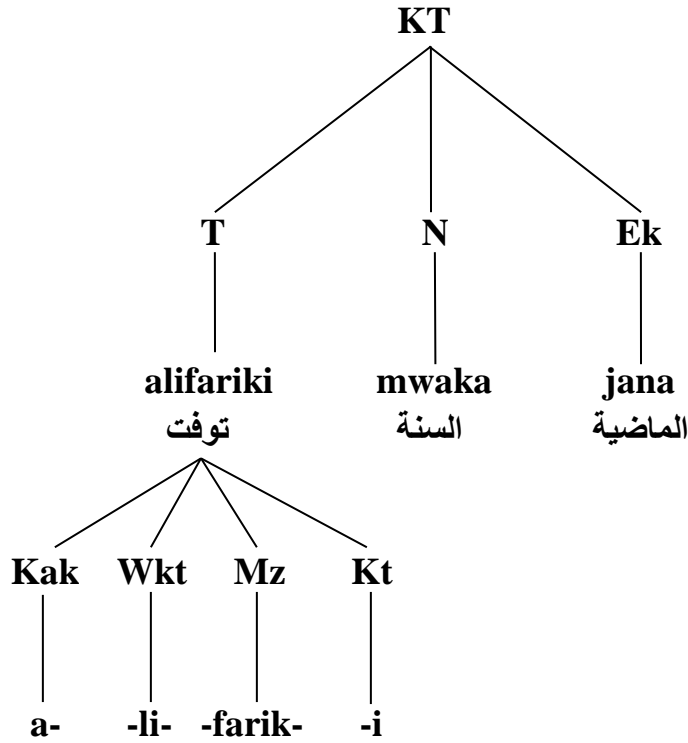 KT
T N Ek
alifariki mwaka jana
توفت السنة الماضية
Kak Wkt Mz Kt
a- -li- -farik- -i